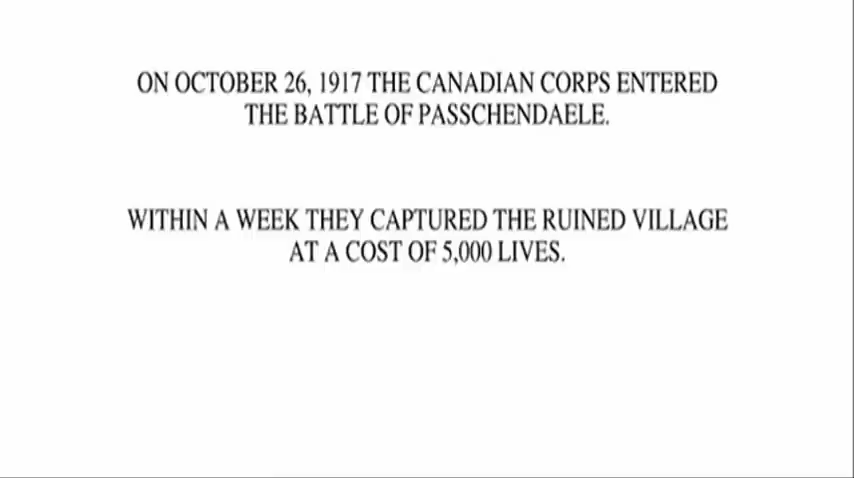 ON OCTOBER 26, 1917 THE CANADIAN CORPS ENTERED
THE BATTLE OF PASSCHENDAELE.
WITHIN A WEEK THEY CAPTURED THE RUINED VILLAGE
AT A COST OF 5,000 LIVES.